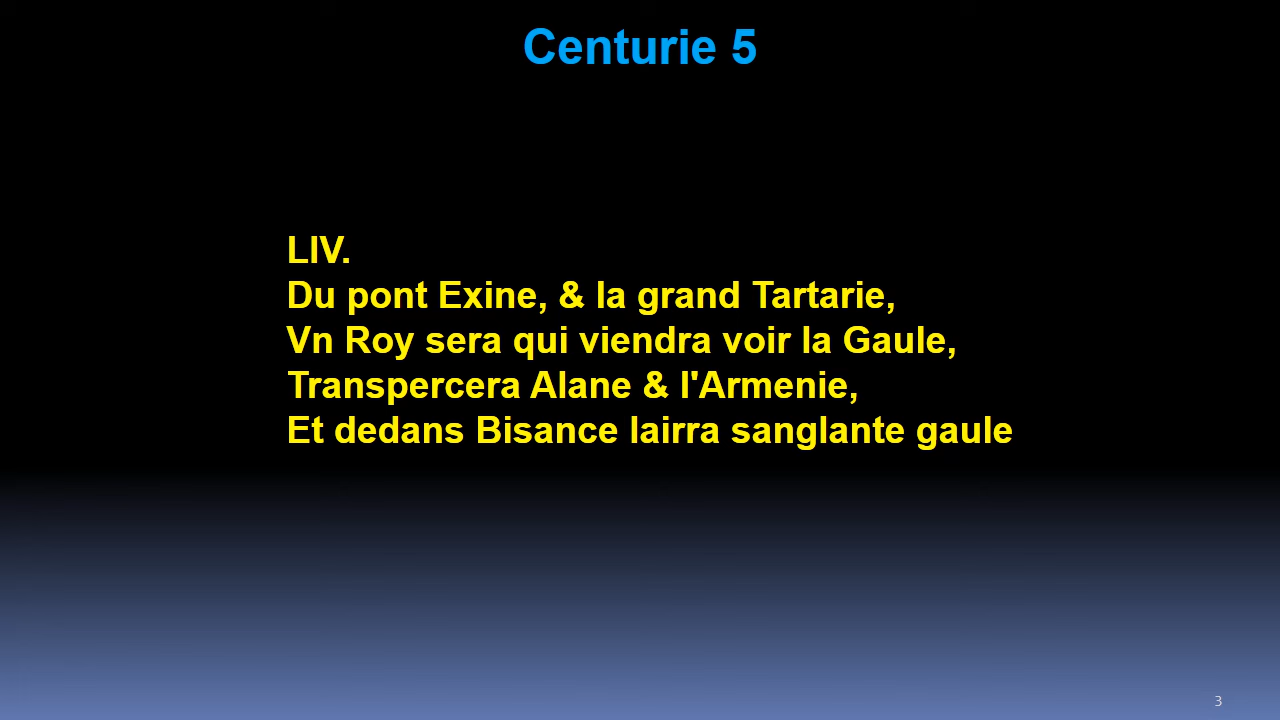 Centurie 5
LIV.
Du pont Exine, & la grand Tartarie,
Vn Roy sera qui viendra voir la Gaule,
Transpercera Alane & l'Armenie,
Et dedans Bisance lairra sanglante gaule
3